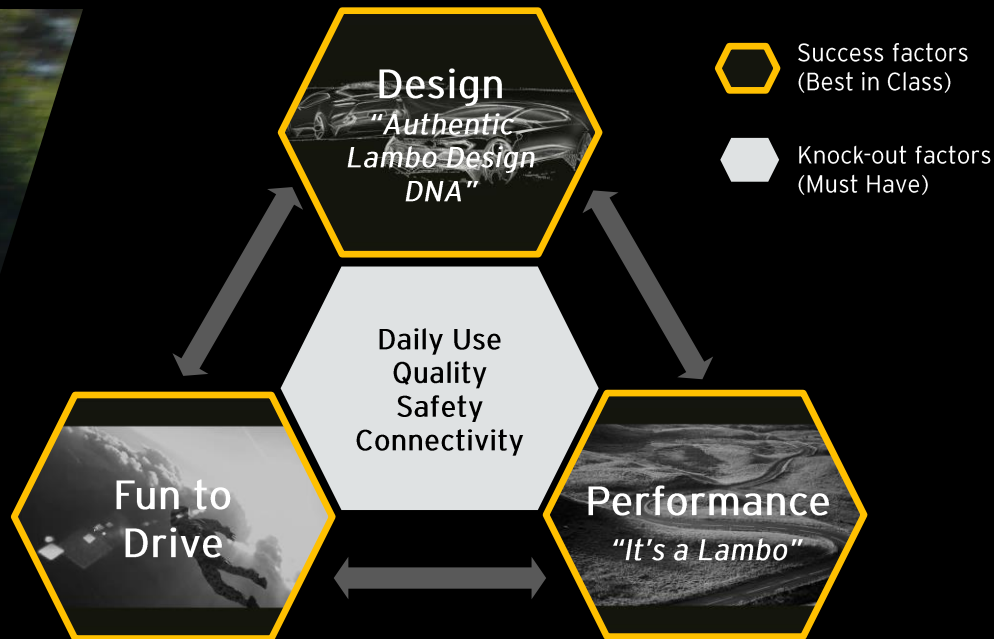 Design
“Authentic
Lambo Design
DNA”
Success factors
(Best in Class)
Knock-out factors
(Must Have)
Daily Use
Quality
Safety
Connectivity
Fun to
Drive
Performance
“It’s a Lambo”